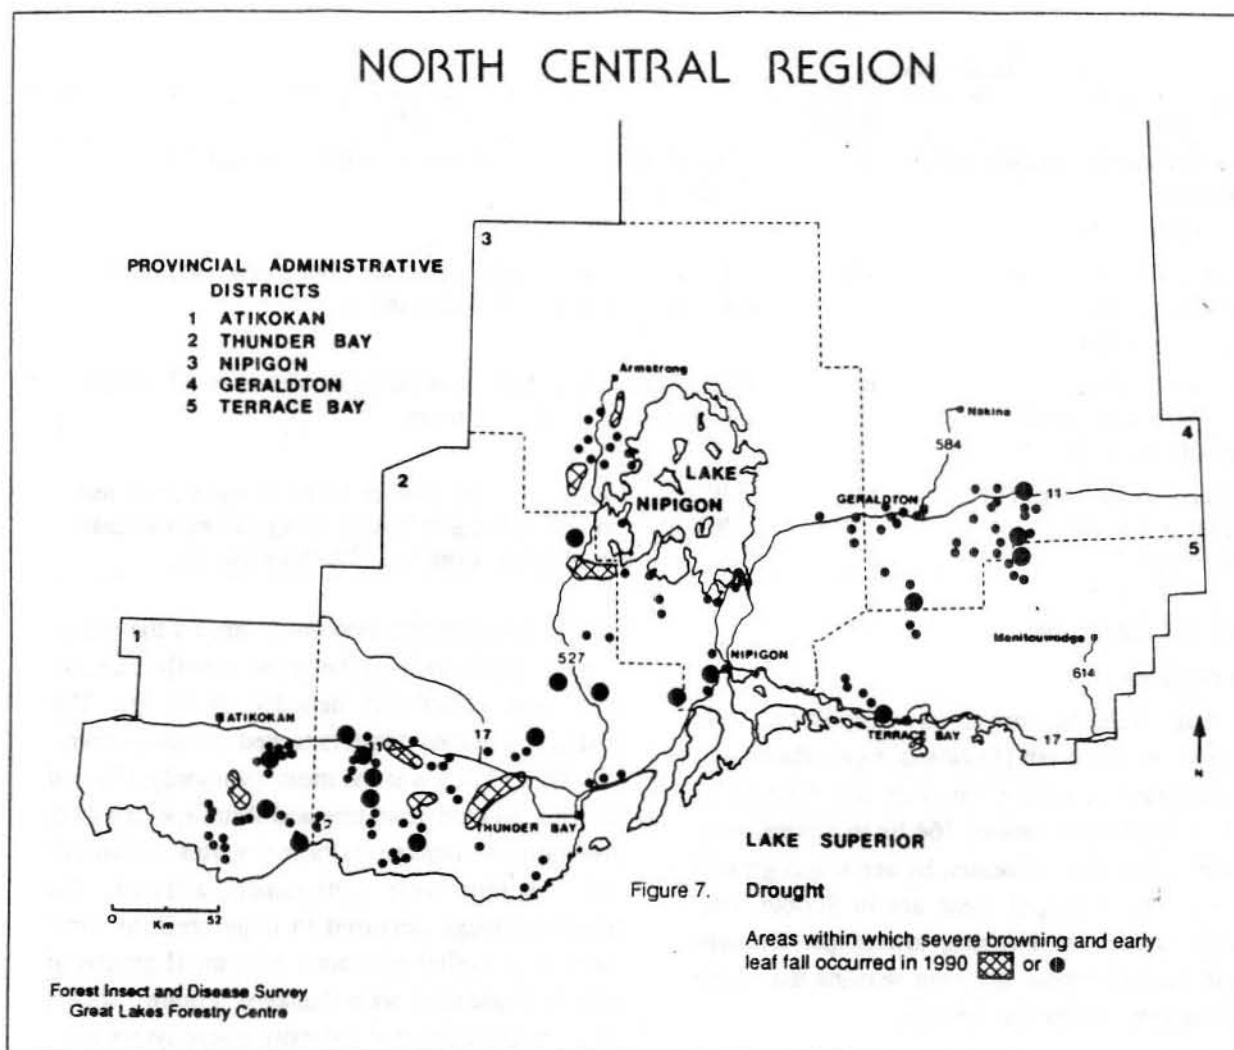 NORTH CENTRAL REGION
3
PROVINCIAL ADMINISTRATIVE
DISTRICTS
1 ATIKOKAN
2 THUNDER BAY
3 NIPIGON
4 GERALDTON
5 TERRACE BAY
Armstrong
Nakina
4
584
2
LAKE
NIPIGON
GERALDTON
11
5
1
Manitouwadge
NIPIGON
527
614
ATIKOKAN
17
TERRACE BAY
17
11
N
THUNDER BAY
LAKE SUPERIOR
Figure 7.
Drought
0 52
Km
Areas within which severe browning and early
leaf fall occurred in 1990 or
Forest Insect and Disease Survey
Great Lakes Forestry Centre